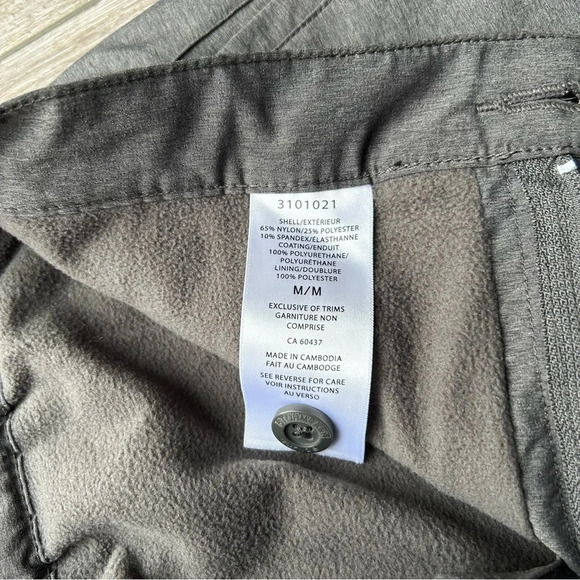 3101021
SHELL/EXTÉRIEUR
65% NYLON/25% POLYESTER
10% SPANDEX/ÉLASTHANNE
COATING/ENDUIT
100% POLYURETHANE/
POLYURÉTHANE
LINING/DOUBLURE
100% POLYESTER
M/M
EXCLUSIVE OF TRIMS
GARNITURE NON
COMPRISE
CA 60437
MADE IN CAMBODIA
FAIT AU CAMBODGE
SEE REVERSE FOR CARE
VOIR INSTRUCTIONS
AU VERSO